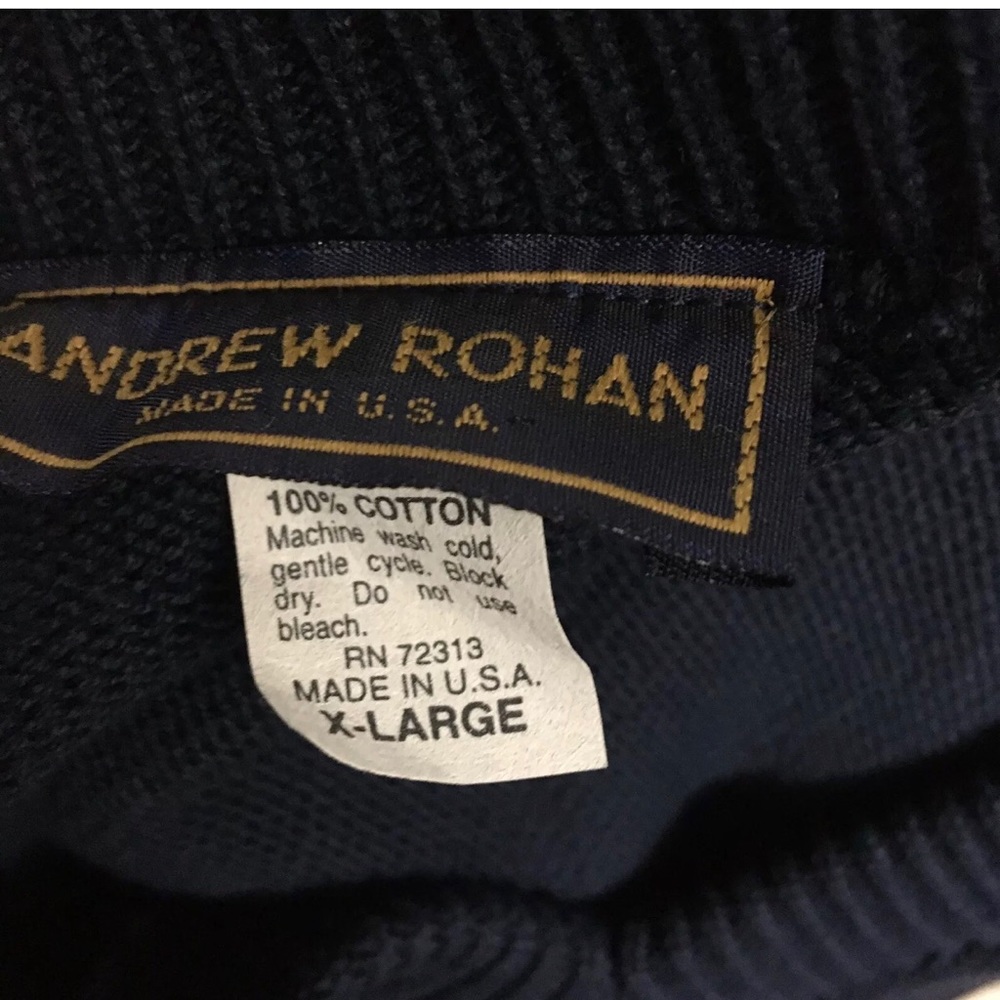 ANDREW ROHAN
MADE IN U.S.A.
100% COTTON
Machine wash cold,
gentle cycle. Block
dry. Do not use
bleach.
RN 72313
MADE IN U.S.A.
X-LARGE